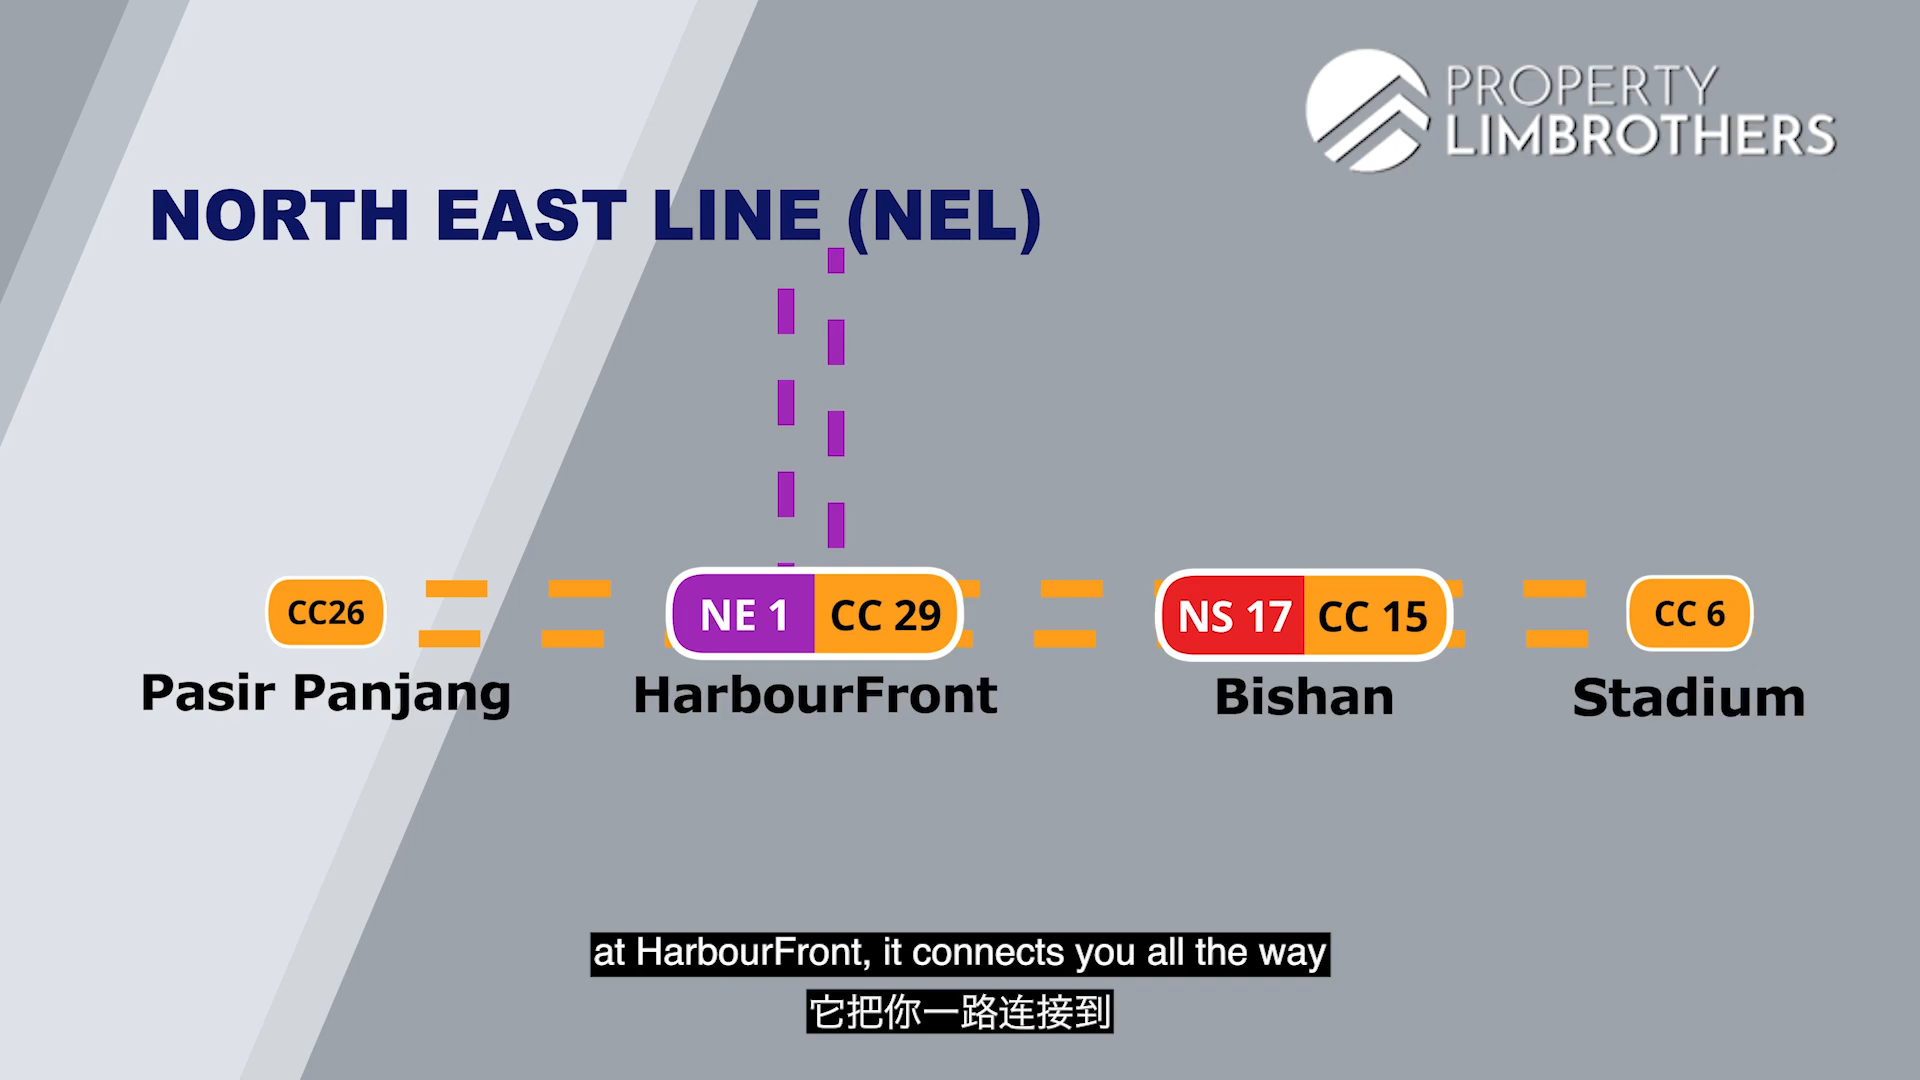 PROPERTY
LIMBROTHERS
NORTH EAST LINE (NEL)
CC26
NE 1 CC 29
NS 17 CC 15
CC 6
Pasir Panjang
HarbourFront
Bishan
Stadium
at HarbourFront, it connects you all the way
它把你一路连接到